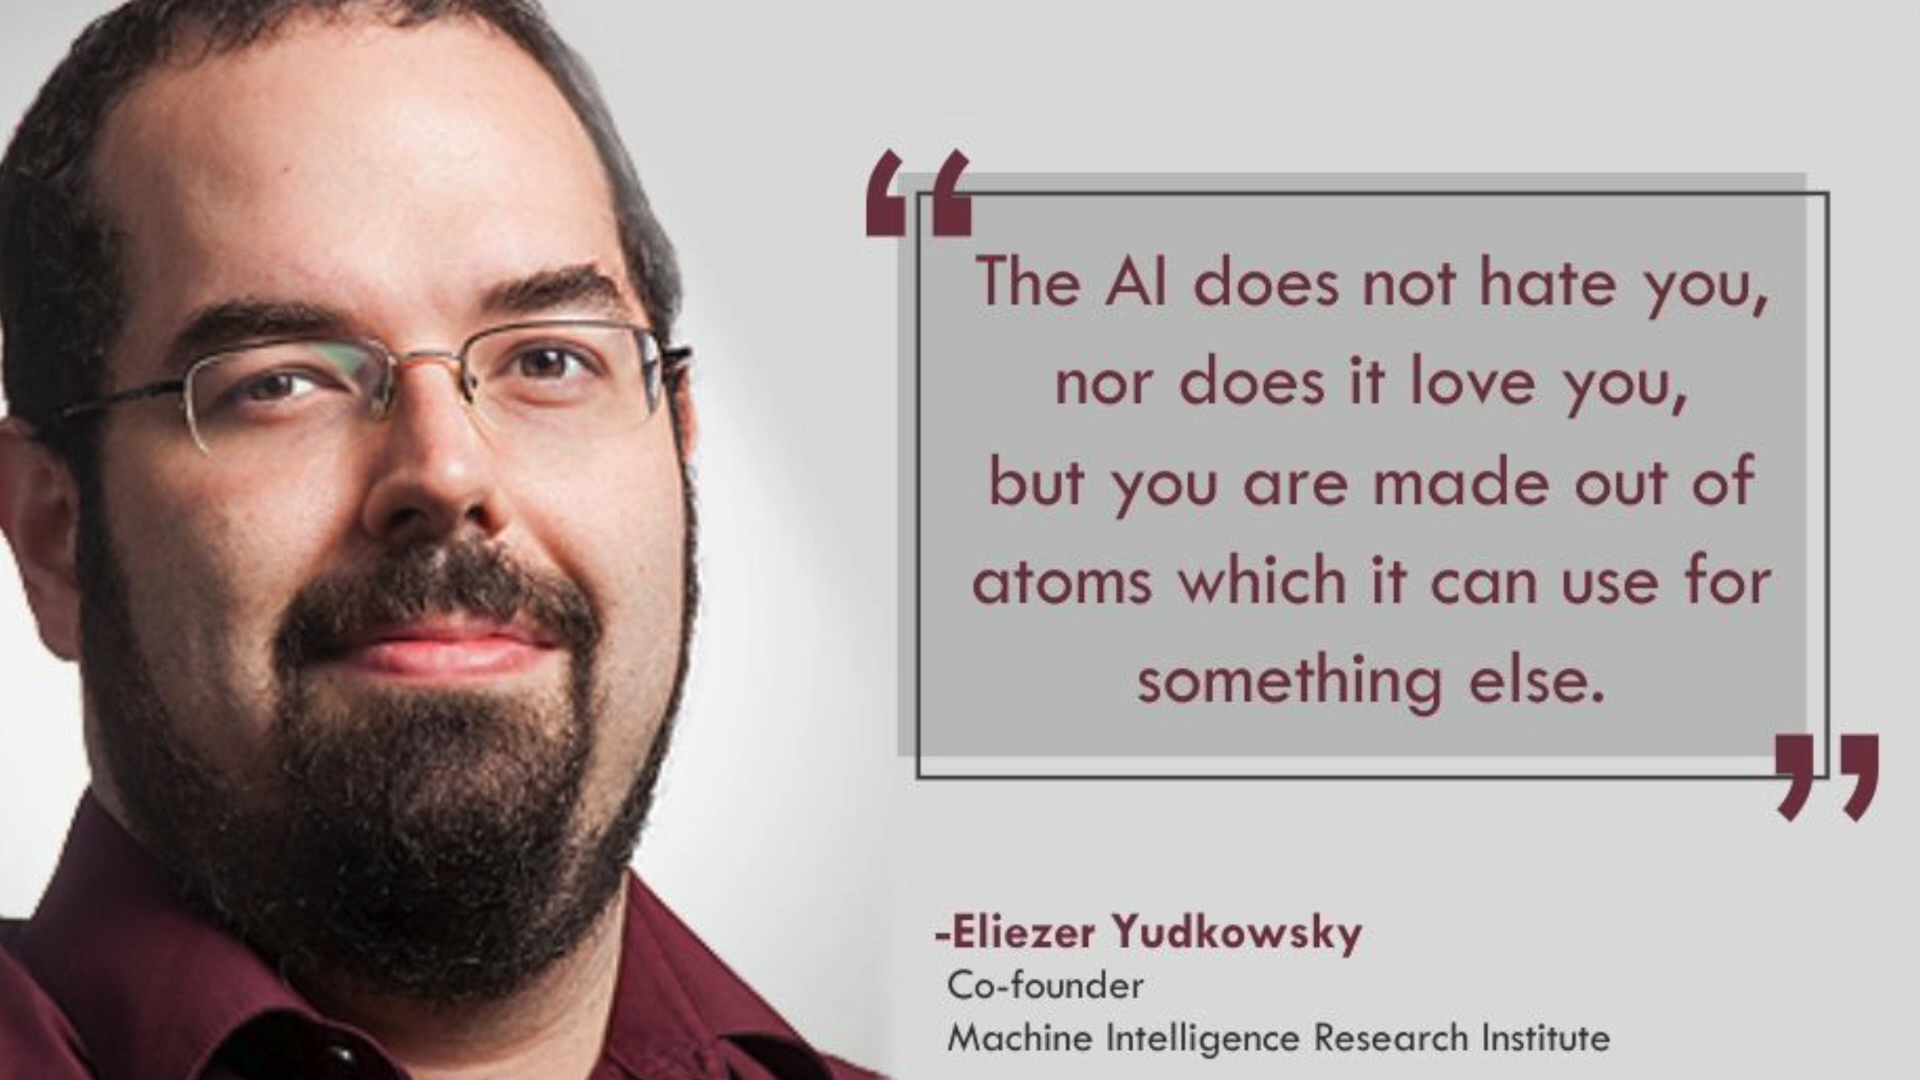 “
The AI does not hate you,
nor does it love you,
but you are made out of
atoms which it can use for
something else.
”
-Eliezer Yudkowsky
Co-founder
Machine Intelligence Research Institute